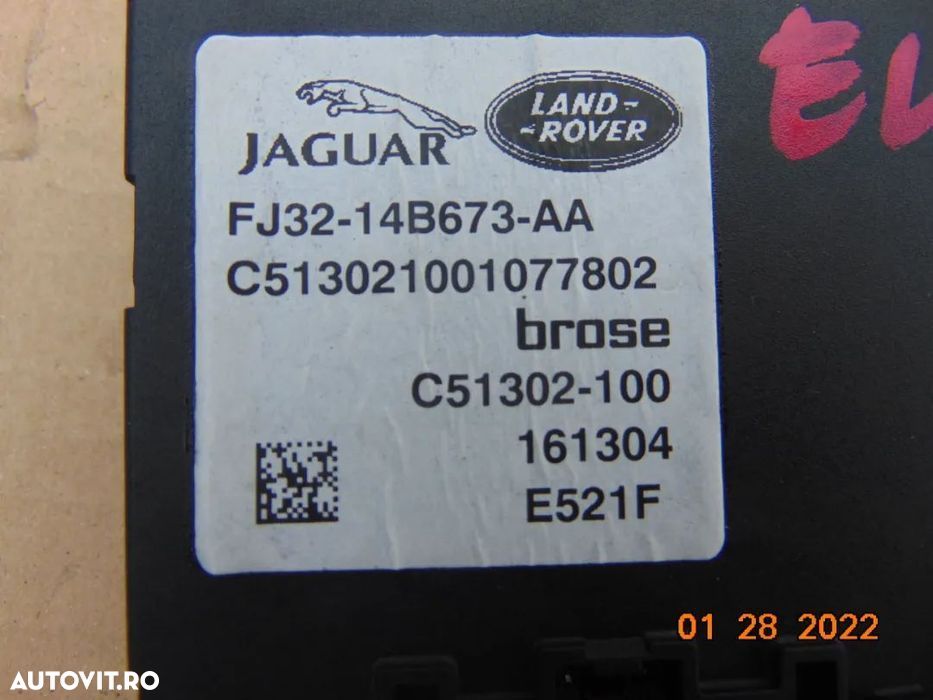 JAGUAR
LAND-
-ROVER
FJ32-14B673-AA
C513021001077802
brose
C51302-100
161304
E521F
01 28 2022
AUTOVIT.RO